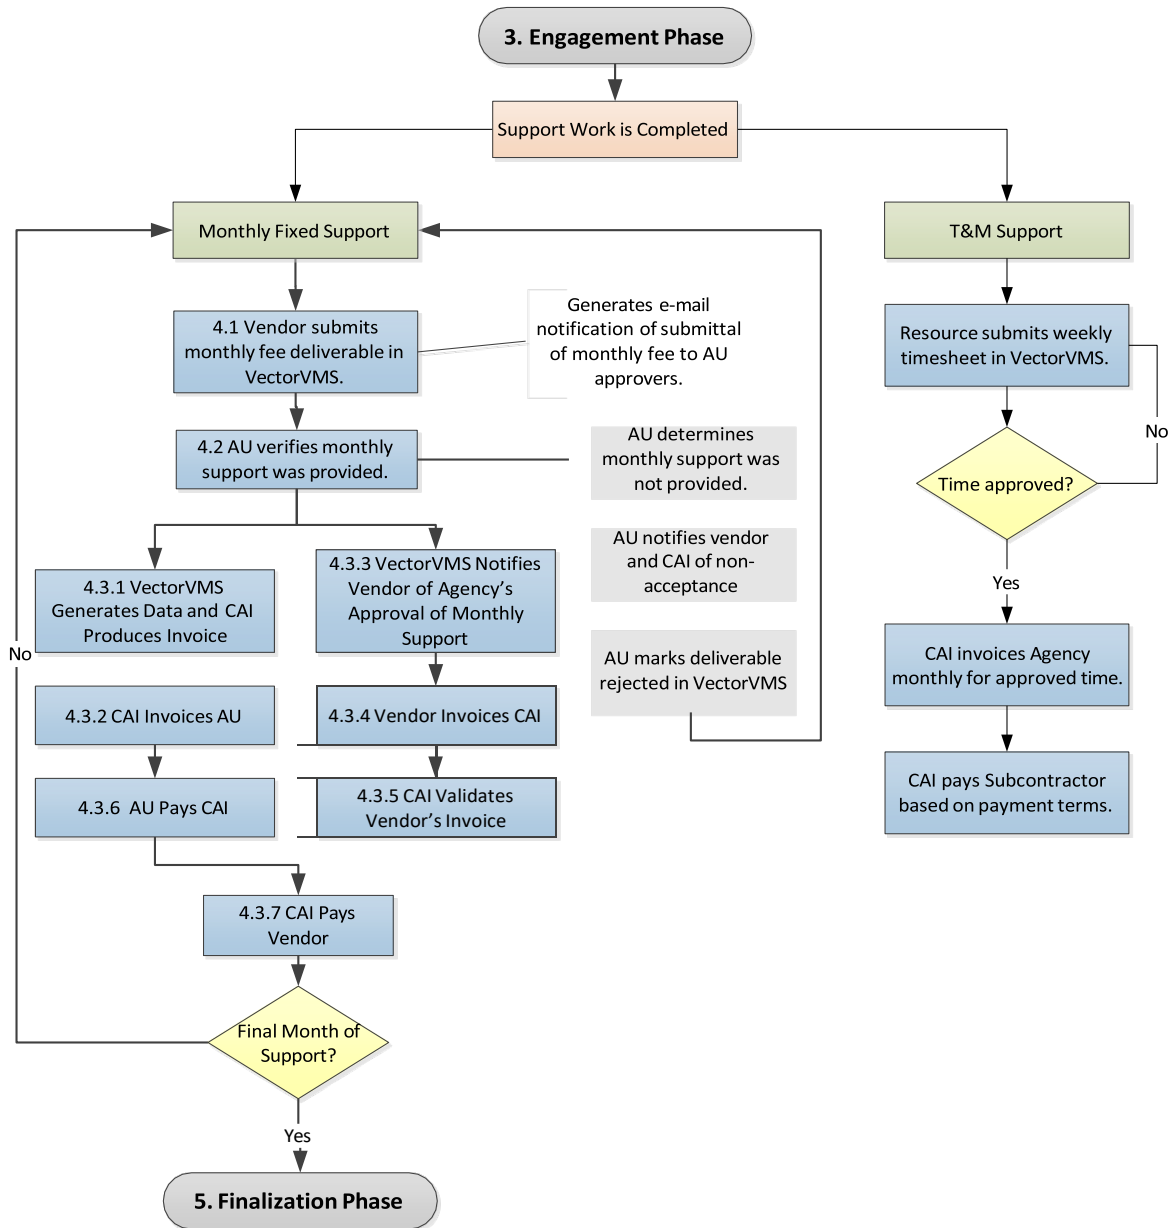 3. Engagement Phase
Support Work is Completed
Monthly Fixed Support
T&M Support
4.1 Vendor submits
monthly fee deliverable in
VectorVMS.
Generates e-mail
notification of submittal
of monthly fee to AU
approvers.
Resource submits weekly
timesheet in VectorVMS.
No
4.2 AU verifies monthly
support was provided.
AU determines
monthly support was
not provided.
Time approved?
AU notifies vendor
and CAI of non-
acceptance
Yes
4.3.1 VectorVMS
Generates Data and CAI
Produces Invoice
4.3.3 VectorVMS Notifies
Vendor of Agency’s
Approval of Monthly
Support
No
AU marks deliverable
rejected in VectorVMS
CAI invoices Agency
monthly for approved time.
4.3.2 CAI Invoices AU
4.3.4 Vendor Invoices CAI
4.3.6 AU Pays CAI
4.3.5 CAI Validates
Vendor’s Invoice
CAI pays Subcontractor
based on payment terms.
4.3.7 CAI Pays
Vendor
Final Month of
Support?
Yes
5. Finalization Phase